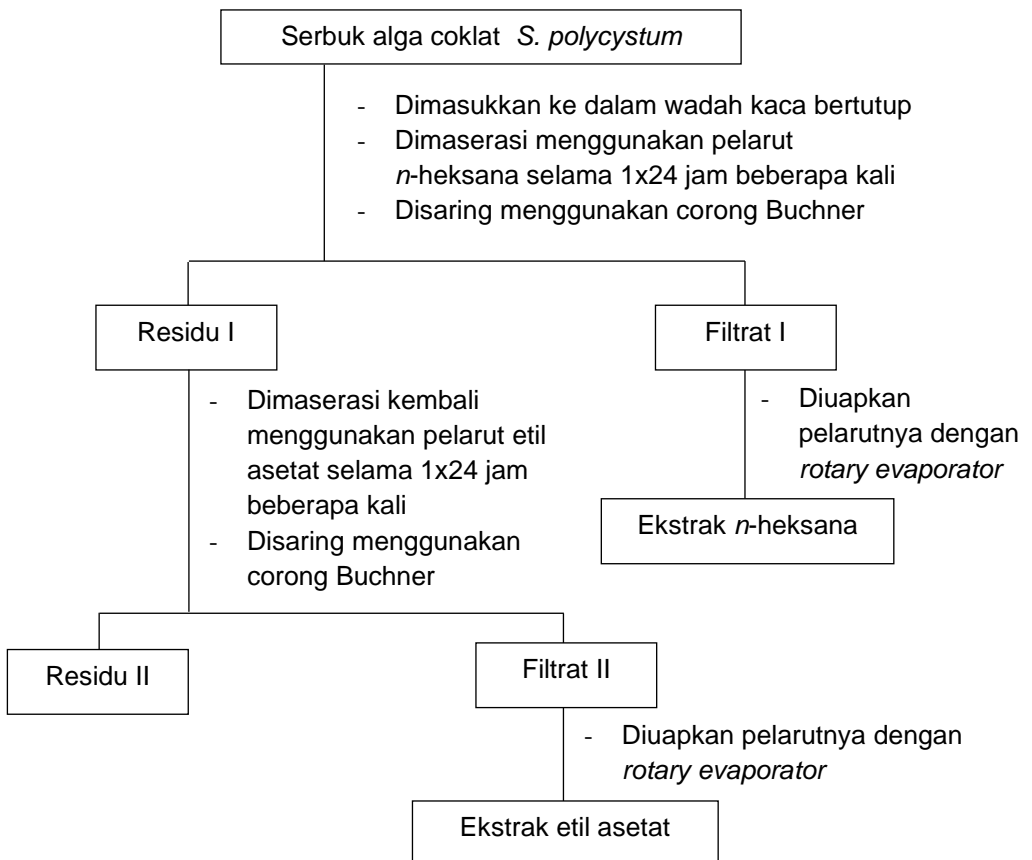 Serbuk alga coklat S. polycystum
- Dimasukkan ke dalam wadah kaca bertutup
- Dimaserasi menggunakan pelarut
n-heksana selama 1x24 jam beberapa kali
- Disaring menggunakan corong Buchner
Residu I
Filtrat I
- Dimaserasi kembali
menggunakan pelarut etil
asetat selama 1x24 jam
beberapa kali
- Disaring menggunakan
corong Buchner
- Diuapkan
pelarutnya dengan
rotary evaporator
Ekstrak n-heksana
Residu II
Filtrat II
- Diuapkan pelarutnya dengan
rotary evaporator
Ekstrak etil asetat